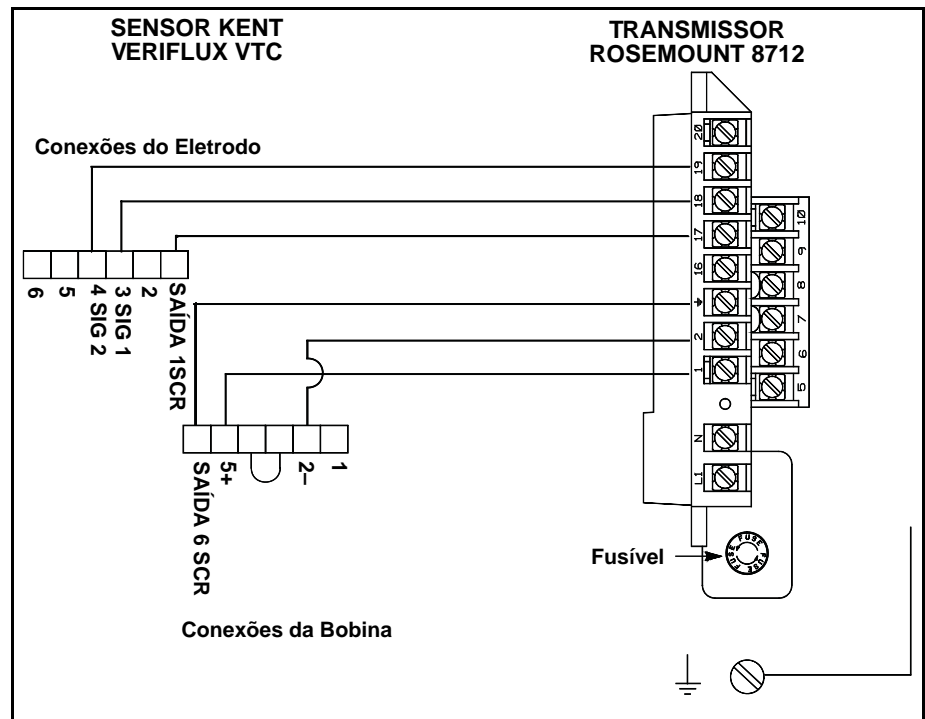 SENSOR KENT
VERIFLUX VTC
TRANSMISSOR
ROSEMOUNT 8712
Conexões do Eletrodo
6
5
4 SIG 2
3 SIG 1
2
SAÍDA 1SCR
SAÍDA 6 SCR
5+
2–
1
Conexões da Bobina
20
19
18
17
16
2
1
N
L1
10
9
8
7
6
5
Fusível
FUSE FUSE FUSE